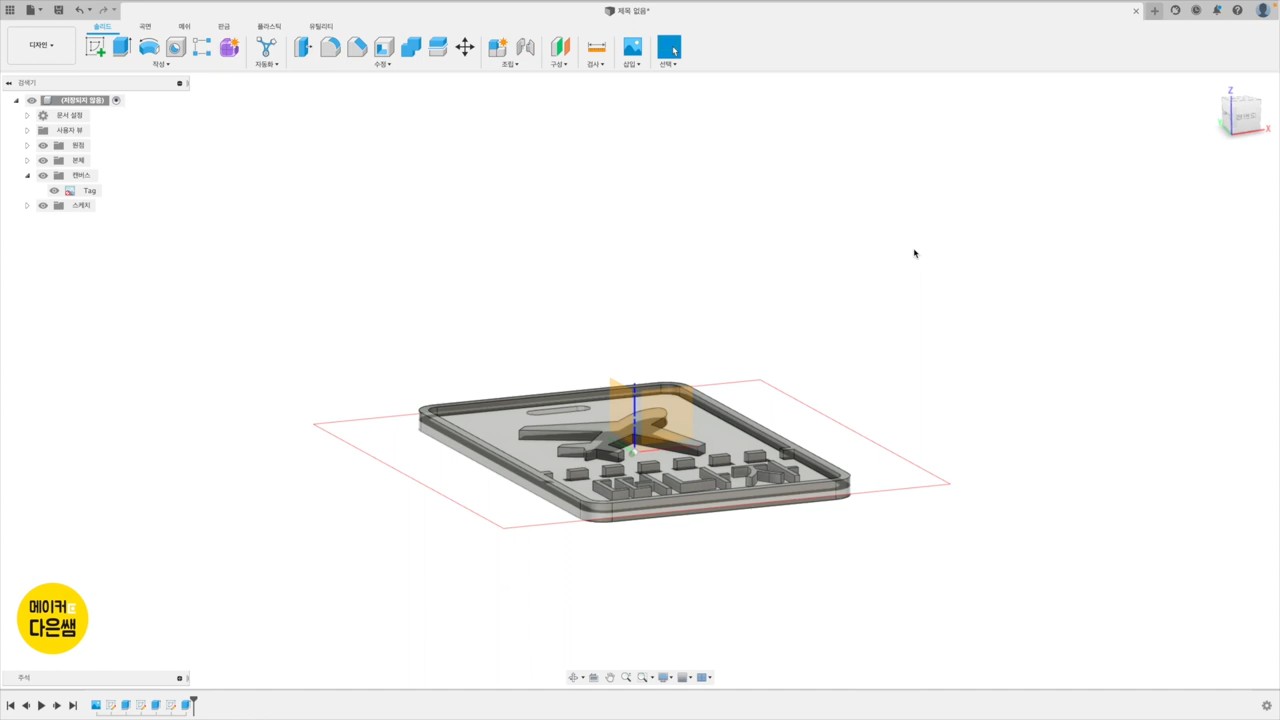 제목 없음*
디자인
솔리드
곡면
메쉬
판금
플라스틱
유틸리티
작성
자동화
수정
조립
구성
검사
삽입
선택
검색기
(저장되지 않음)
문서 설정
사용자 뷰
원점
본체
캔버스
Tag
스케치
Z
X
메이커
다은쌤
주석